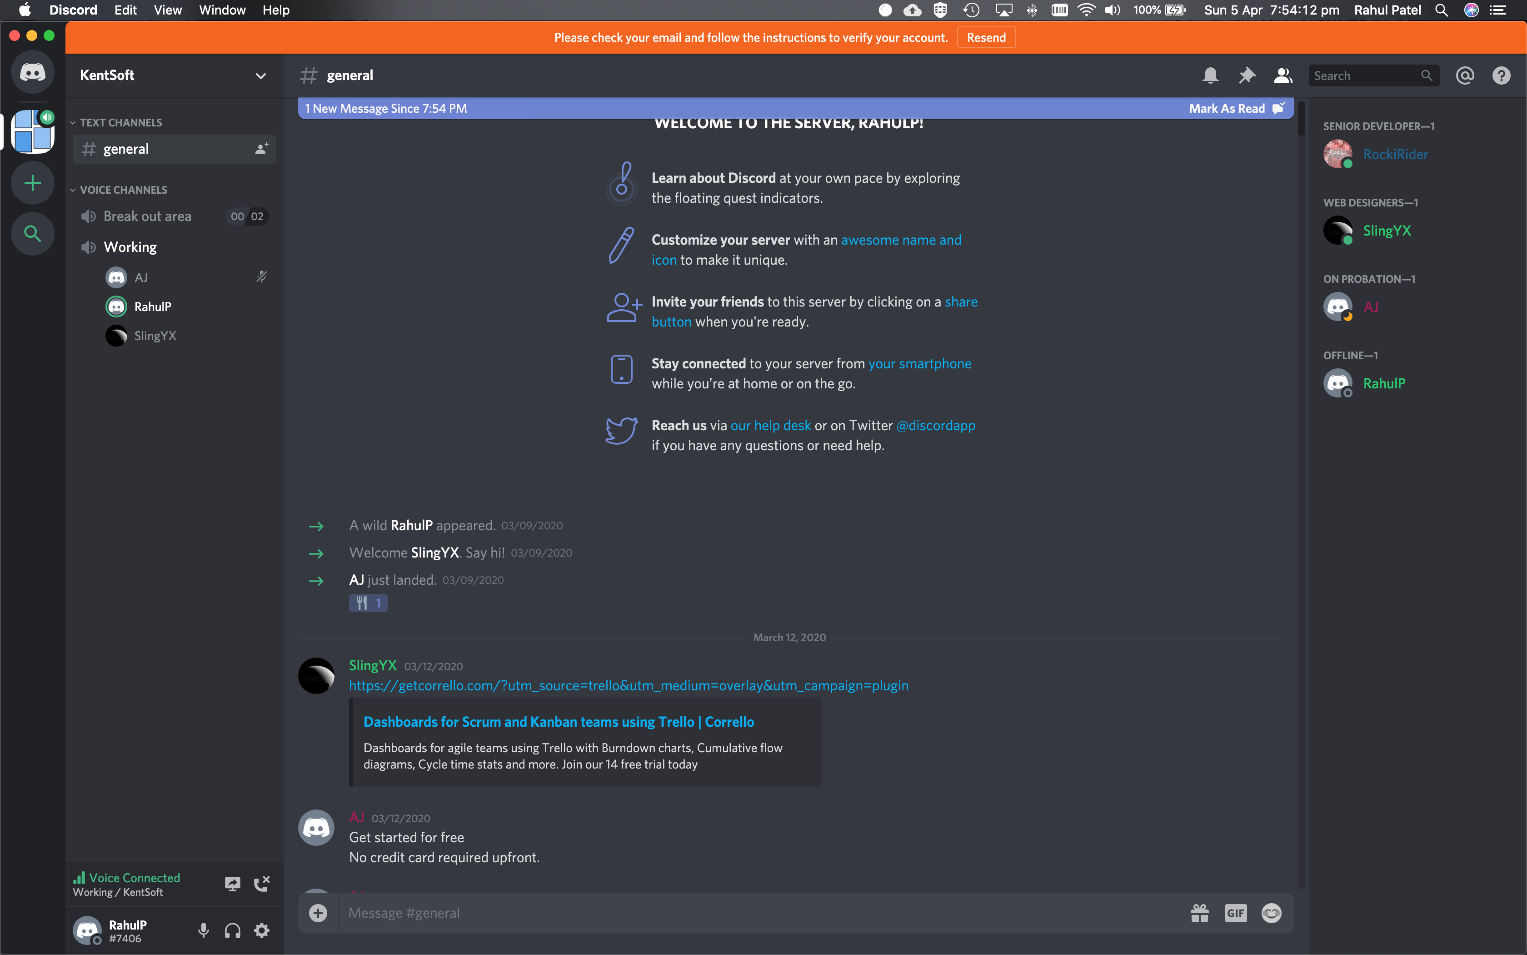 Discord Edit View Window Help 100% Sun 5 Apr 7:54:12 pm Rahul Patel
Please check your email and follow the instructions to verify your account. Resend
KentSoft
# general
Search
1 New Message Since 7:54 PM
Mark As Read
TEXT CHANNELS
# general
VOICE CHANNELS
Break out area 00 02
Working
AJ
RahulP
SlingYX
WELCOME TO THE SERVER, RAHULP!
Learn about Discord at your own pace by exploring
the floating quest indicators.
Customize your server with an awesome name and
icon to make it unique.
Invite your friends to this server by clicking on a share
button when you're ready.
Stay connected to your server from your smartphone
while you're at home or on the go.
Reach us via our help desk or on Twitter @discordapp
if you have any questions or need help.
A wild RahulP appeared. 03/09/2020
Welcome SlingYX. Say hi! 03/09/2020
AJ just landed. 03/09/2020
1
March 12, 2020
SlingYX 03/12/2020
https://getcorrello.com/?utm_source=trello&utm_medium=overlay&utm_campaign=plugin
Dashboards for Scrum and Kanban teams using Trello | Corrello
Dashboards for agile teams using Trello with Burndown charts, Cumulative flow
diagrams, Cycle time stats and more. Join our 14 free trial today
AJ 03/12/2020
Get started for free
No credit card required upfront.
Message #general
GIF
SENIOR DEVELOPER—1
RockiRider
WEB DESIGNERS—1
SlingYX
ON PROBATION—1
AJ
OFFLINE—1
RahulP
Voice Connected
Working / KentSoft
RahulP
#7406